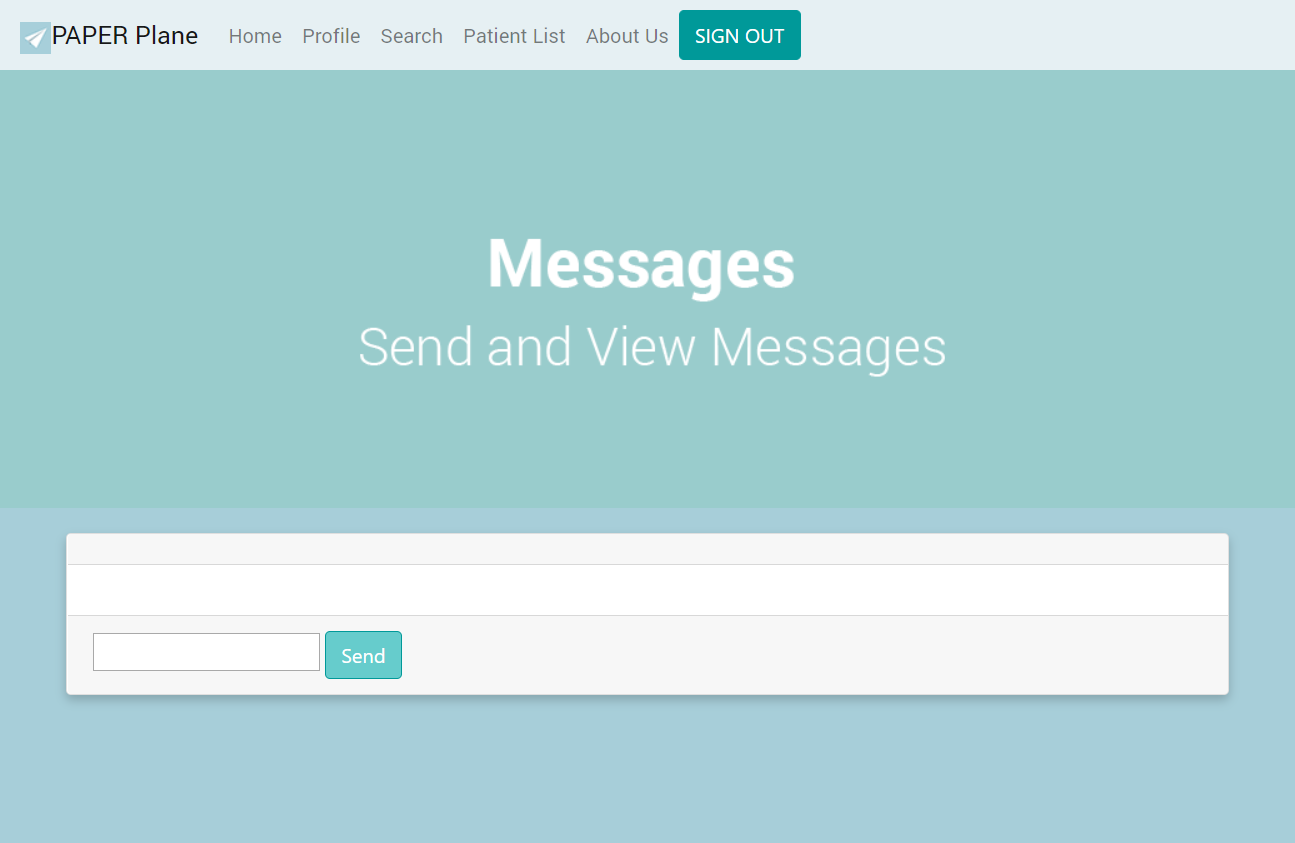 PAPER Plane Home Profile Search Patient List About Us SIGN OUT
Messages
Send and View Messages
Send